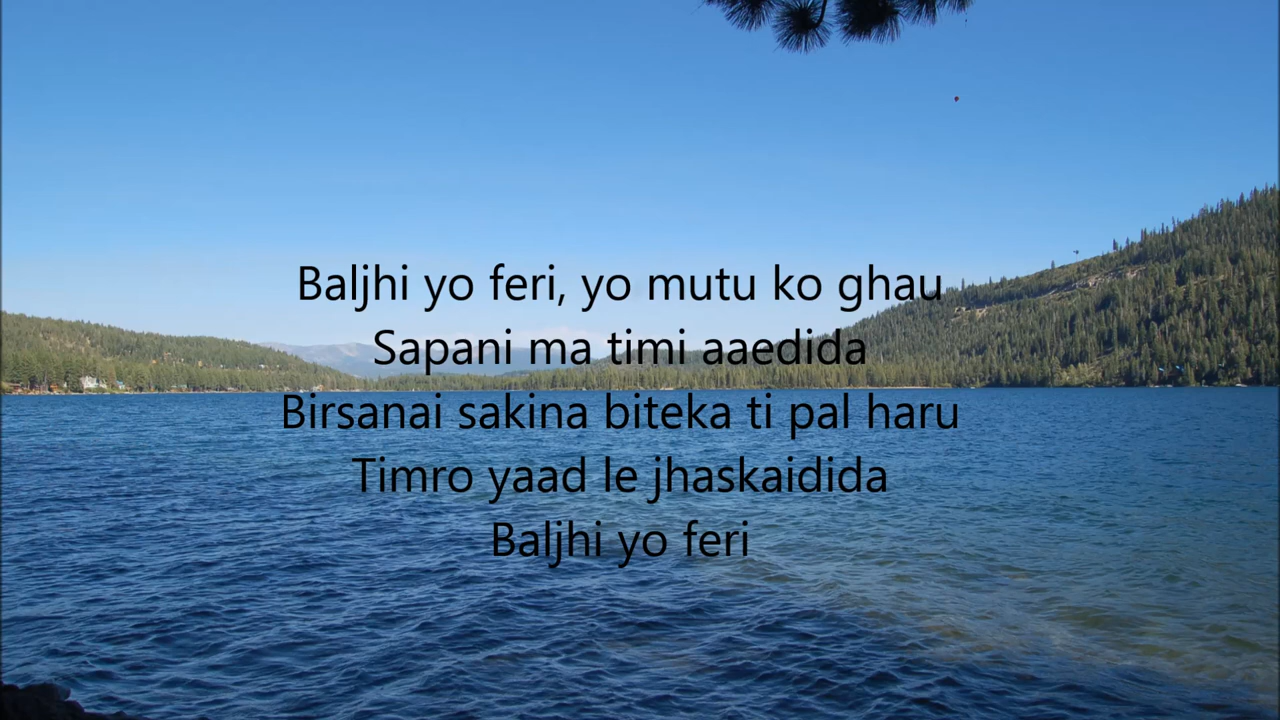 Baljhi yo feri, yo mutu ko ghau
Sapani ma timi aaedida
Birsanai sakina biteka ti pal haru
Timro yaad le jhaskaidida
Baljhi yo feri